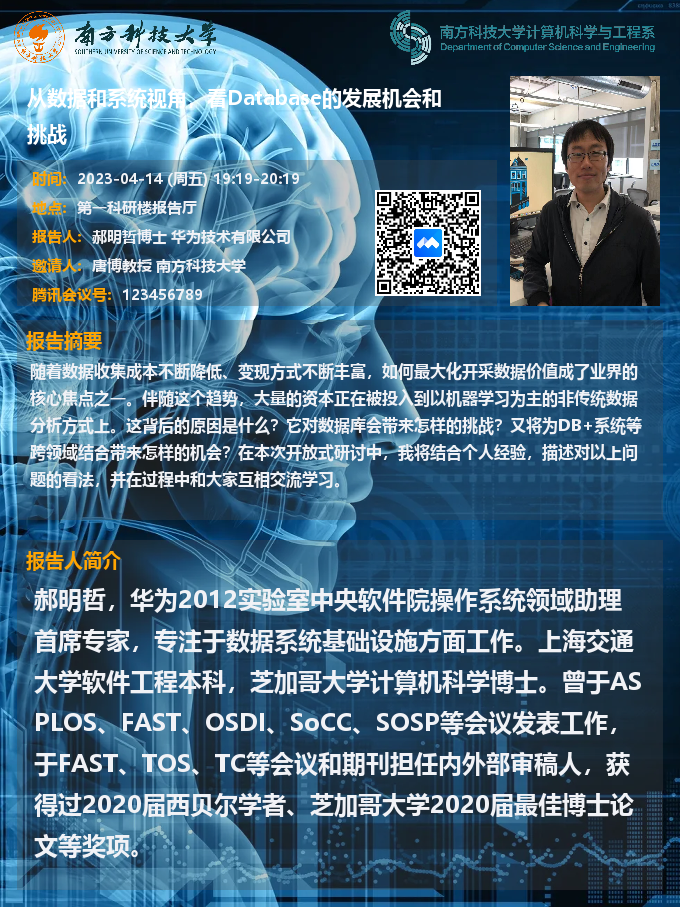 南方科技大学
SOUTHERN UNIVERSITY OF SCIENCE AND TECHNOLOGY
南方科技大学计算机科学与工程系
Department of Computer Science and Engineering
从数据和系统视角，看Database的发展机会和
挑战
时间：2023-04-14 (周五) 19:19-20:19
地点：第一科研楼报告厅
报告人：郝明哲博士 华为技术有限公司
邀请人：唐博教授 南方科技大学
腾讯会议号：123456789
报告摘要
随着数据收集成本不断降低、变现方式不断丰富，如何最大化开采数据价值成了业界的
核心焦点之一。伴随这个趋势，大量的资本正在被投入到以机器学习为主的非传统数据
分析方式上。这背后的原因是什么？它对数据库会带来怎样的挑战？又将为DB+系统等
跨领域结合带来怎样的机会？在本次开放式研讨中，我将结合个人经验，描述对以上问
题的看法，并在过程中和大家互相交流学习。
报告人简介
郝明哲，华为2012实验室中央软件院操作系统领域助理
首席专家，专注于数据系统基础设施方面工作。上海交通
大学软件工程本科，芝加哥大学计算机科学博士。曾于AS
PLOS、FAST、OSDI、SoCC、SOSP等会议发表工作，
于FAST、TOS、TC等会议和期刊担任内外部审稿人，获
得过2020届西贝尔学者、芝加哥大学2020届最佳博士论
文等奖项。